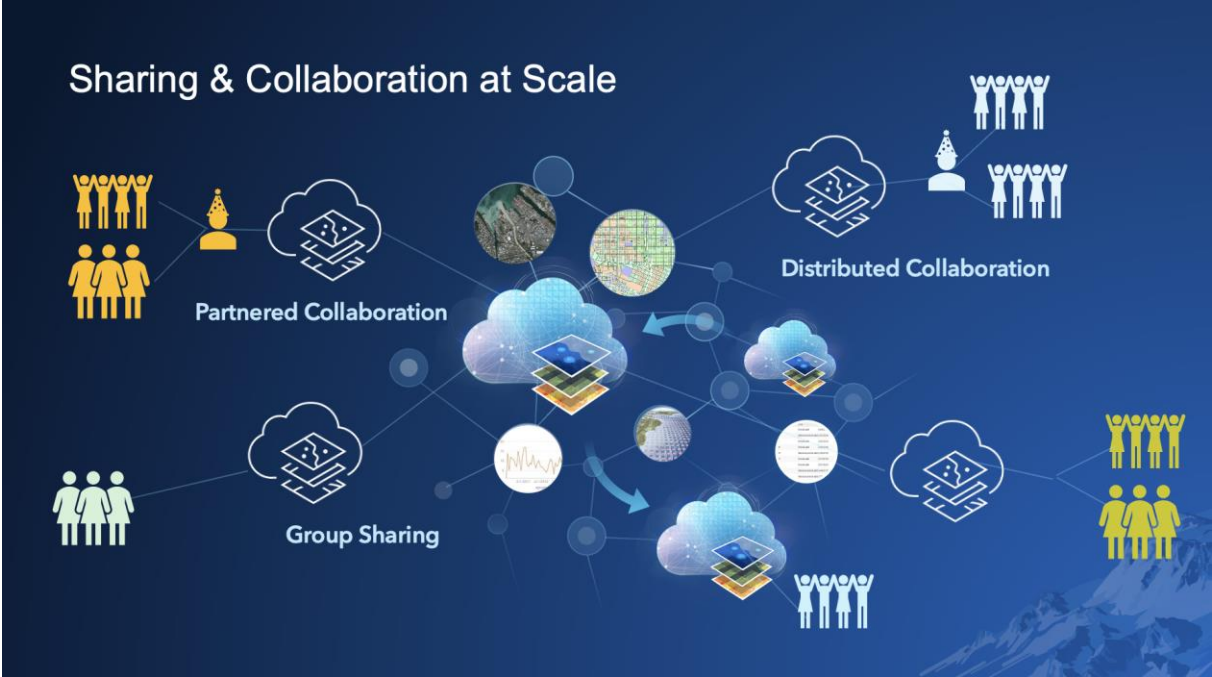 Sharing & Collaboration at Scale
Distributed Collaboration
Partnered Collaboration
Group Sharing